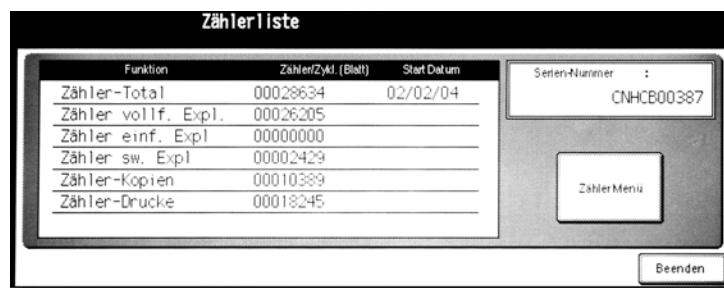 Zählerliste
Funktion Zähler/Zykl. (Blatt) Start Datum
Zähler-Total 00028634 02/02/04
Zähler vollf. Expl. 00026205
Zähler einf. Expl 00000000
Zähler sw. Expl 00002429
Zähler-Kopien 00010389
Zähler-Drucke 00018245
Serien-Nummer :
CNHCB00387
Zähler Menü
Beenden